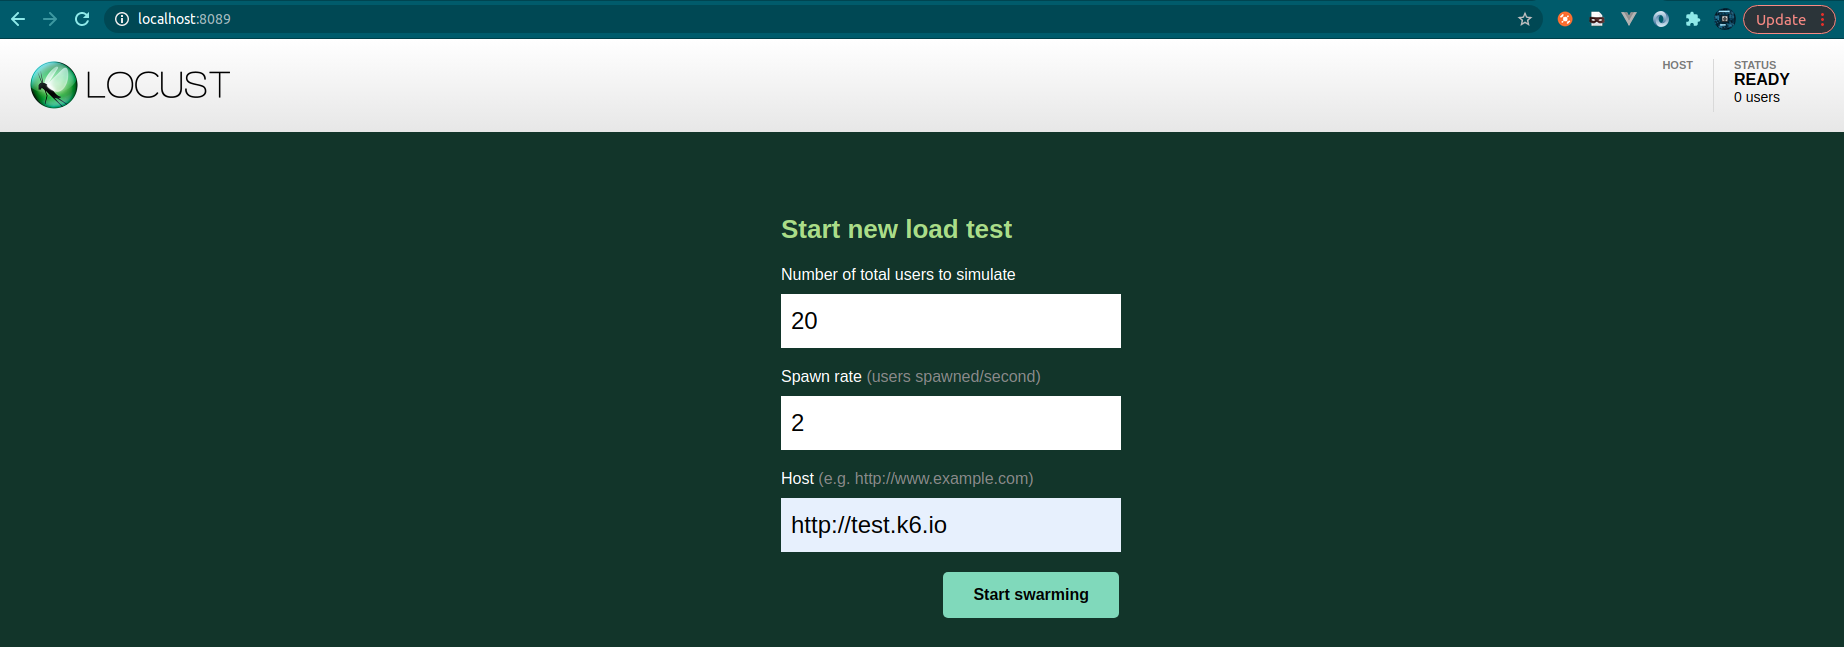 localhost:8089
Update
LOCUST
HOST
STATUS
READY
0 users
Start new load test
Number of total users to simulate
20
Spawn rate (users spawned/second)
2
Host (e.g. http://www.example.com)
http://test.k6.io
Start swarming